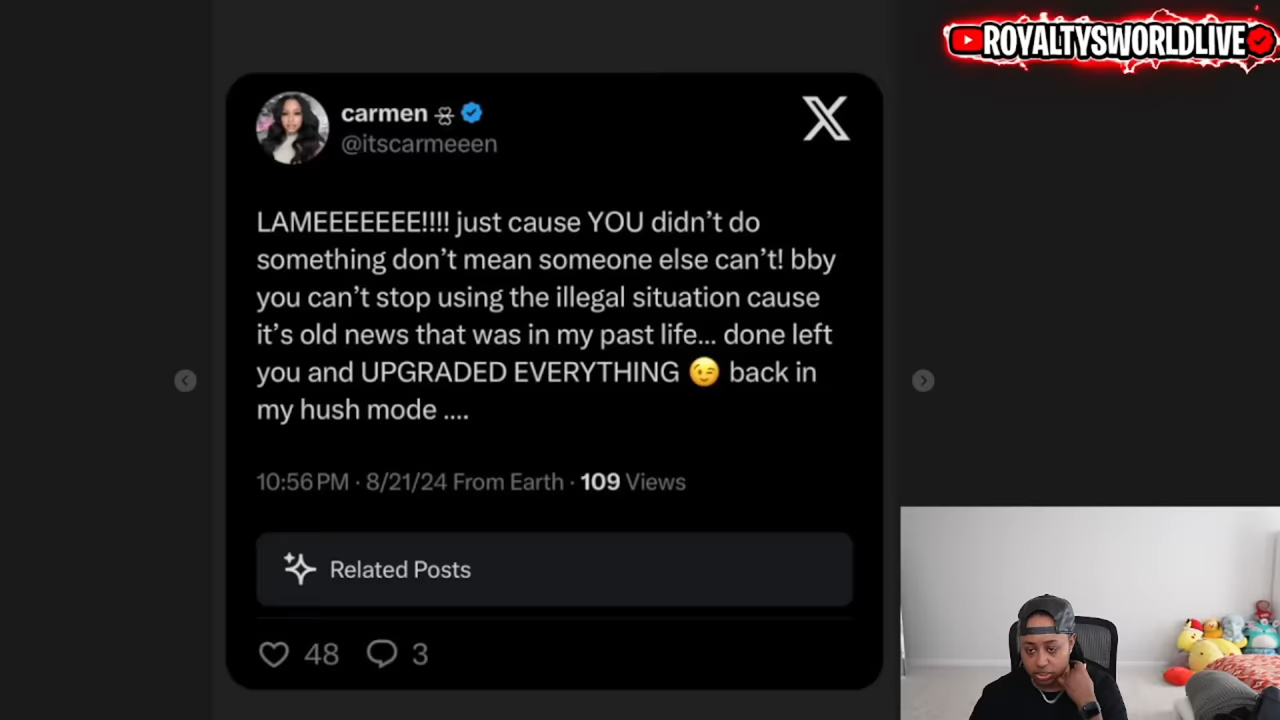 ROYALTYSWORLDLIVE
carmen
@itscarmeeen
LAMEEEEEEE!!!! just cause YOU didn’t do
something don’t mean someone else can’t! bby
you can’t stop using the illegal situation cause
it’s old news that was in my past life... done left
you and UPGRADED EVERYTHING 😉 back in
my hush mode ....
10:56 PM · 8/21/24 From Earth · 109 Views
Related Posts
48 3